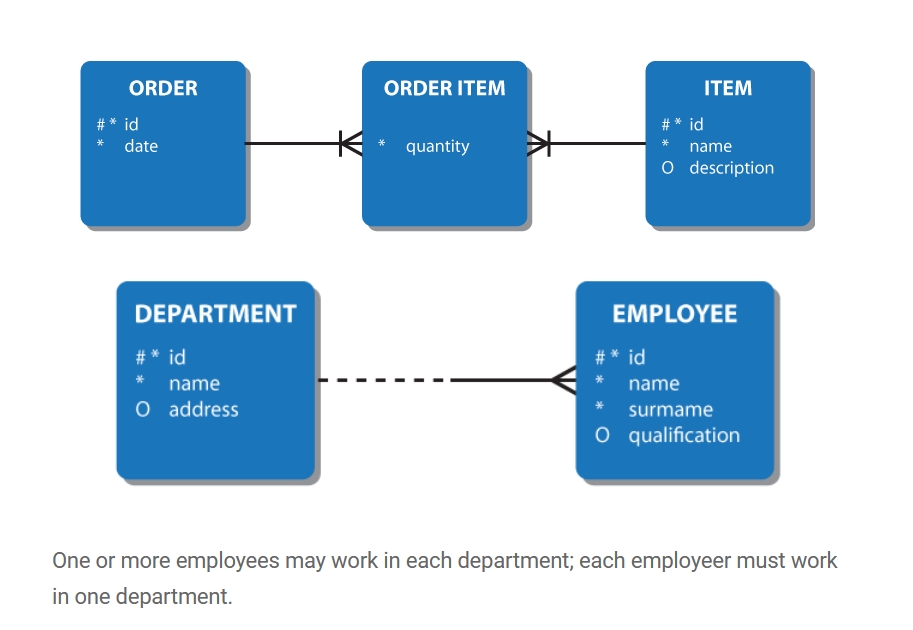 ORDER
# * id
* date
ORDER ITEM
* quantity
ITEM
# * id
* name
O description
DEPARTMENT
# * id
* name
O address
EMPLOYEE
# * id
* name
* surmame
O qualification
One or more employees may work in each department; each employeer must work
in one department.